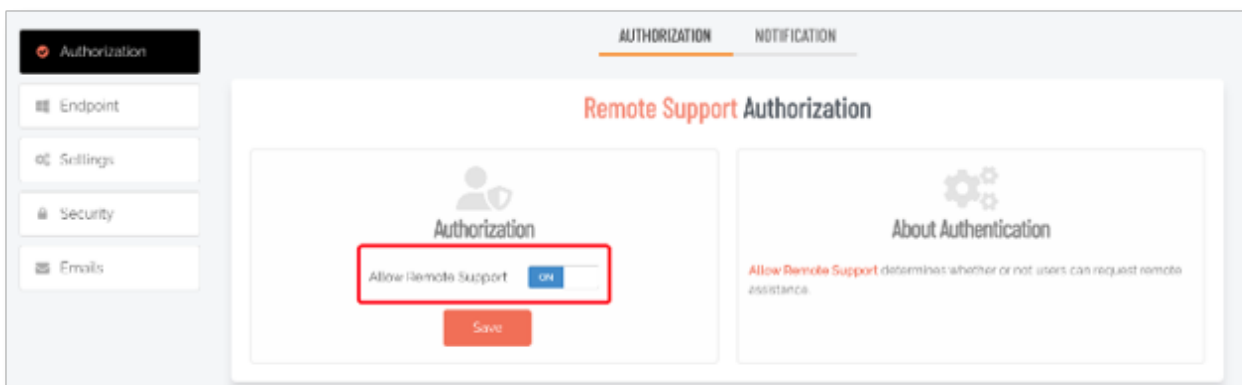 AUTHORIZATION
NOTIFICATION
Authorization
Endpoint
Settings
Security
Emails
Remote Support Authorization
Authorization
Allow Remote Support
ON
Save
About Authentication
Allow Remote Support determines whether or not users can request remote
assistance.